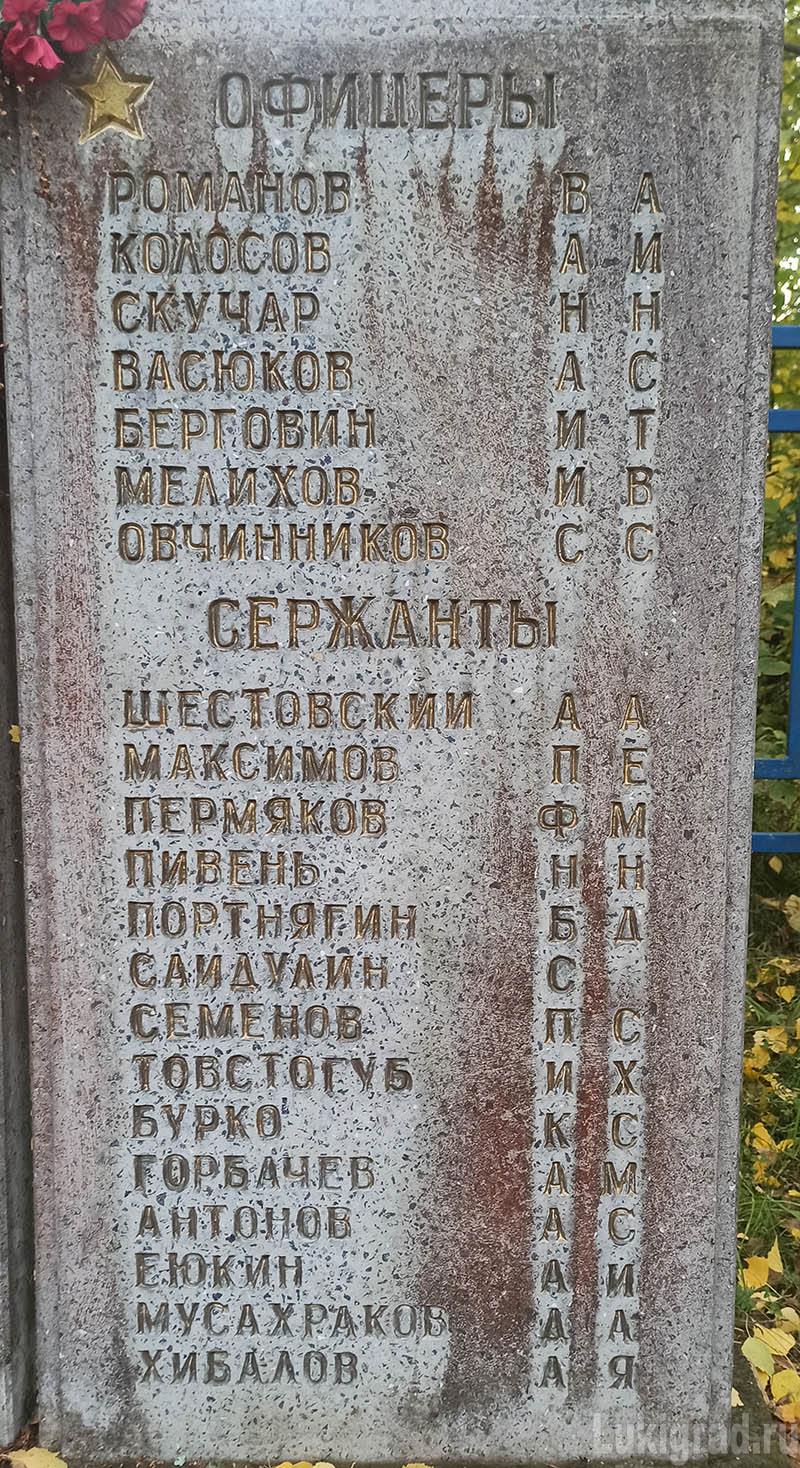 ОФИЦЕРЫ
РОМАНОВ В А
КОЛОСОВ А И
СКУЧАР Н Н
ВАСЮКОВ А С
БЕРГОВИН И Т
МЕЛИХОВ И В
ОВЧИННИКОВ С С
СЕРЖАНТЫ
ШЕСТОВСКИЙ А А
МАКСИМОВ П Е
ПЕРМЯКОВ Ф М
ПИВЕНЬ Н Н
ПОРТНЯГИН Б Д
САИДУЛИН С
СЕМЕНОВ П С
ТОВСТОГУБ И Х
БУРКО К С
ГОРБАЧЕВ А М
АНТОНОВ А С
ЕЮКИН А И
МУСАХРАКОВ А А
ХИБАЛОВ А Я
Lukigrad.ru